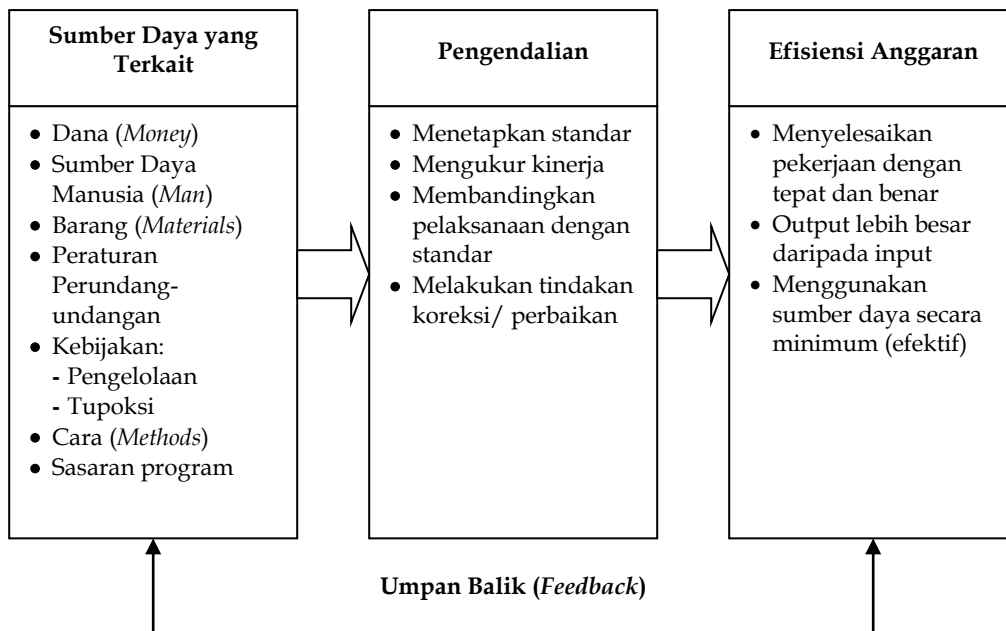 Sumber Daya yang
Terkait
• Dana (Money)
• Sumber Daya
Manusia (Man)
• Barang (Materials)
• Peraturan
Perundang-
undangan
• Kebijakan:
- Pengelolaan
- Tupoksi
• Cara (Methods)
• Sasaran program
Pengendalian
• Menetapkan standar
• Mengukur kinerja
• Membandingkan
pelaksanaan dengan
standar
• Melakukan tindakan
koreksi/ perbaikan
Efisiensi Anggaran
• Menyelesaikan
pekerjaan dengan
tepat dan benar
• Output lebih besar
daripada input
• Menggunakan
sumber daya secara
minimum (efektif)
Umpan Balik (Feedback)